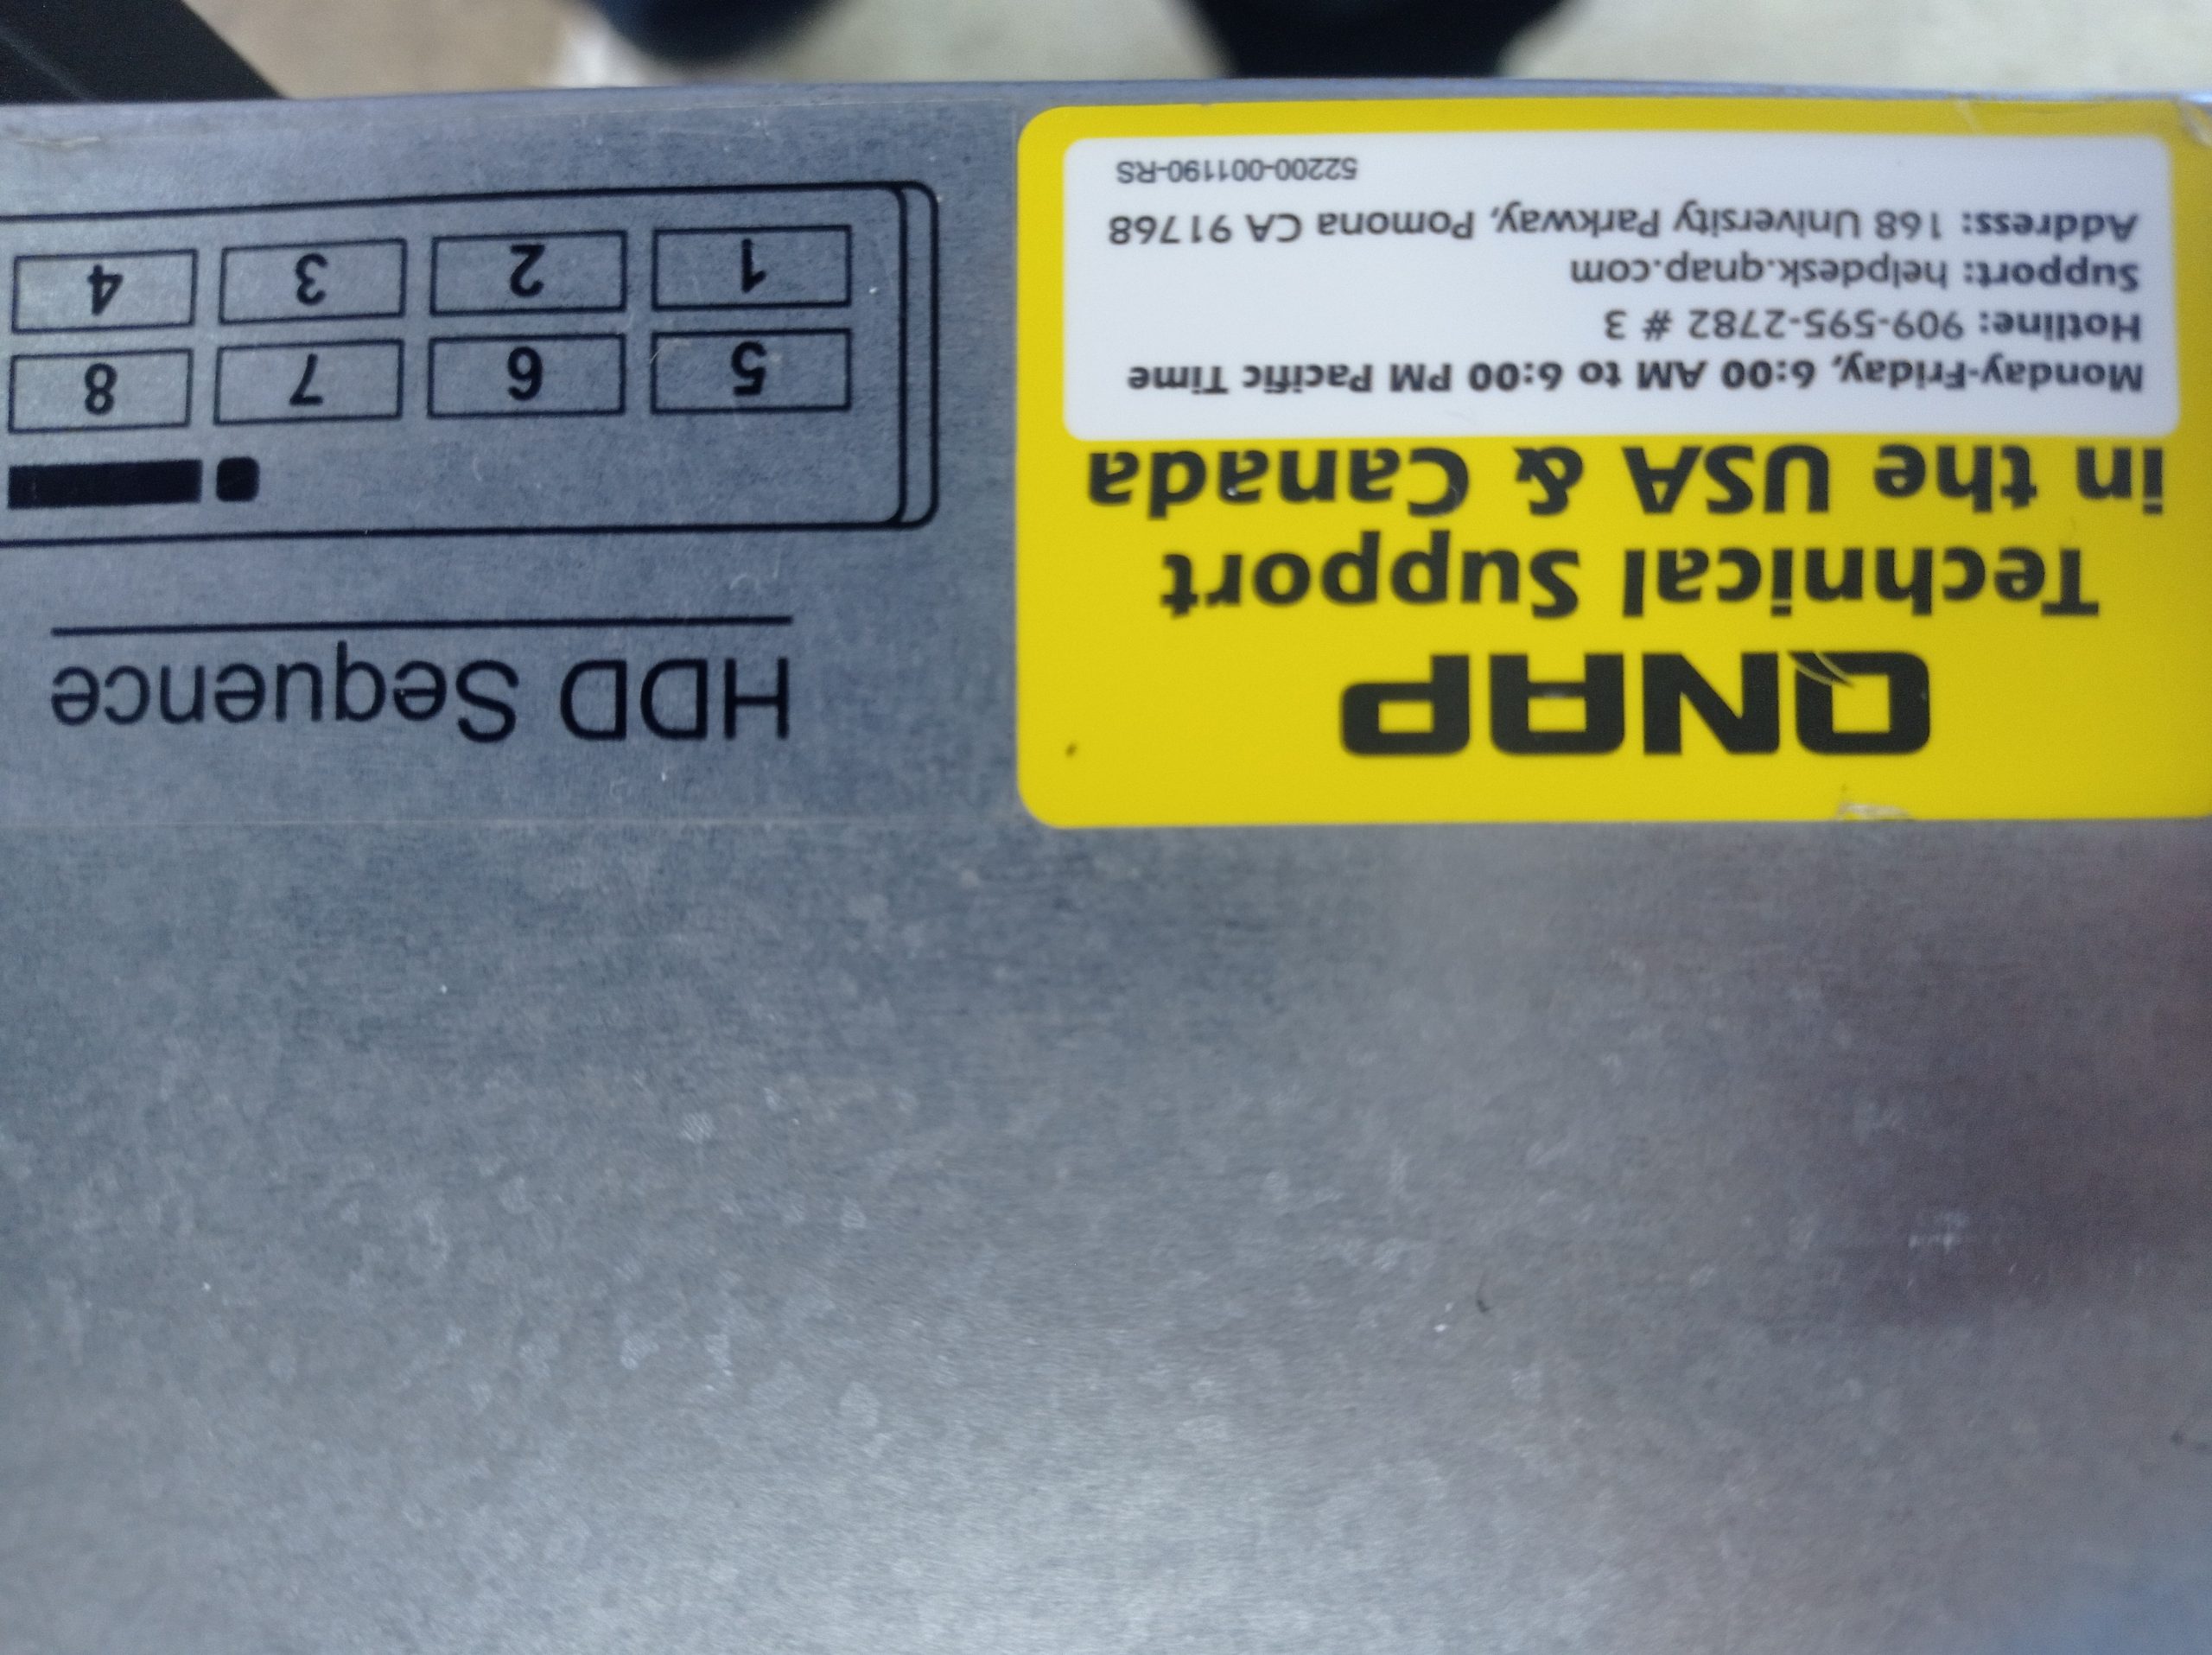 QNAP
Technical Support
in the USA & Canada
Monday-Friday, 6:00 AM to 6:00 PM Pacific Time
Hotline: 909-595-2782 # 3
Support: helpdesk.qnap.com
Address: 168 University Parkway, Pomona CA 91768
52200-001190-RS
HDD Sequence
5 6 7 8
1 2 3 4